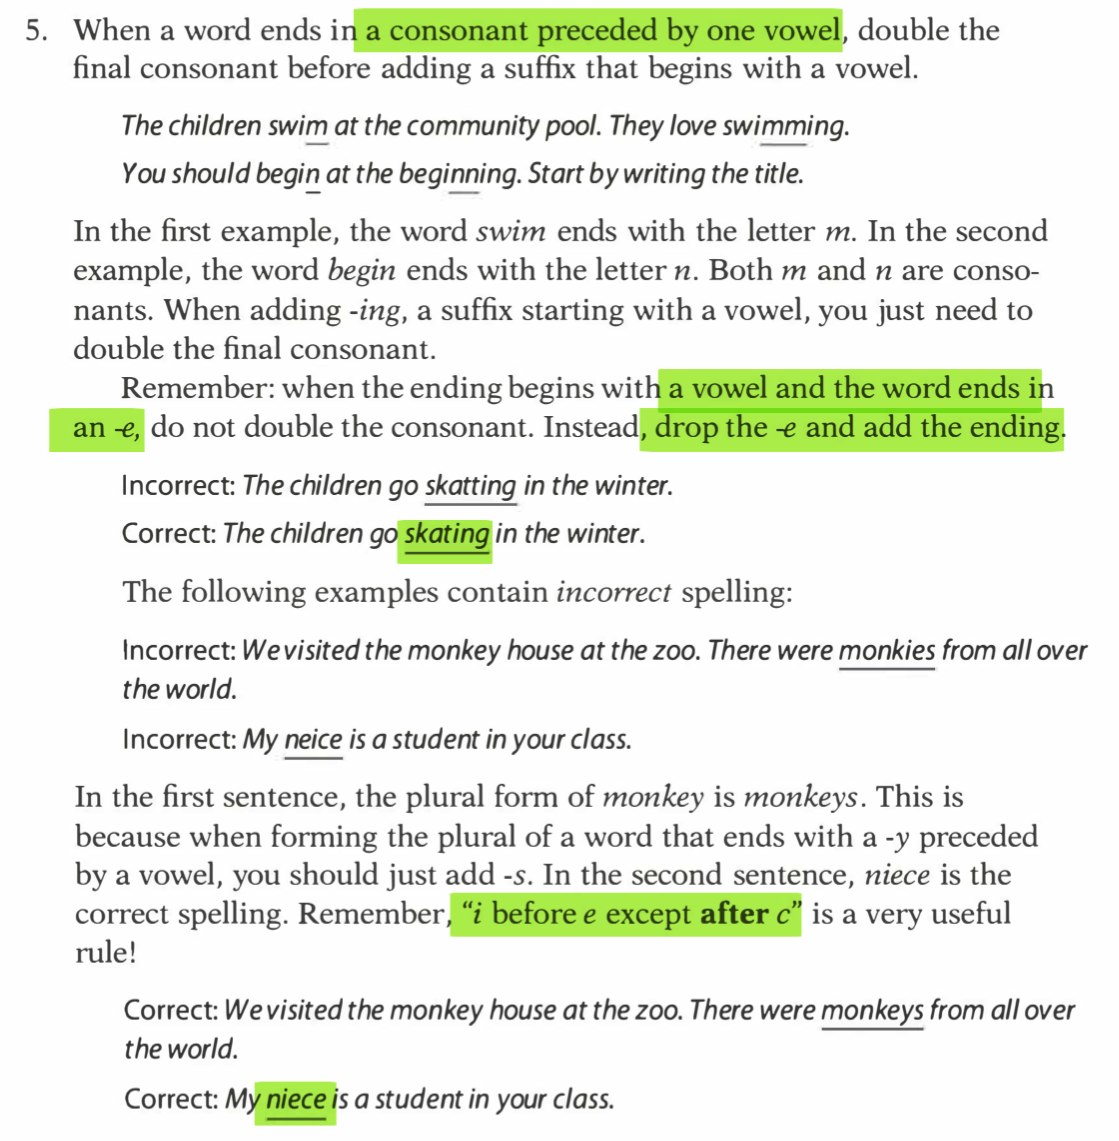 5. When a word ends in a consonant preceded by one vowel, double the
final consonant before adding a suffix that begins with a vowel.
The children swim at the community pool. They love swimming.
You should begin at the beginning. Start by writing the title.
In the first example, the word swim ends with the letter m. In the second
example, the word begin ends with the letter n. Both m and n are conso-
nants. When adding -ing, a suffix starting with a vowel, you just need to
double the final consonant.
Remember: when the ending begins with a vowel and the word ends in
an -e, do not double the consonant. Instead, drop the -e and add the ending.
Incorrect: The children go skatting in the winter.
Correct: The children go skating in the winter.
The following examples contain incorrect spelling:
Incorrect: We visited the monkey house at the zoo. There were monkies from all over
the world.
Incorrect: My neice is a student in your class.
In the first sentence, the plural form of monkey is monkeys. This is
because when forming the plural of a word that ends with a -y preceded
by a vowel, you should just add -s. In the second sentence, niece is the
correct spelling. Remember, “i before e except after c” is a very useful
rule!
Correct: We visited the monkey house at the zoo. There were monkeys from all over
the world.
Correct: My niece is a student in your class.